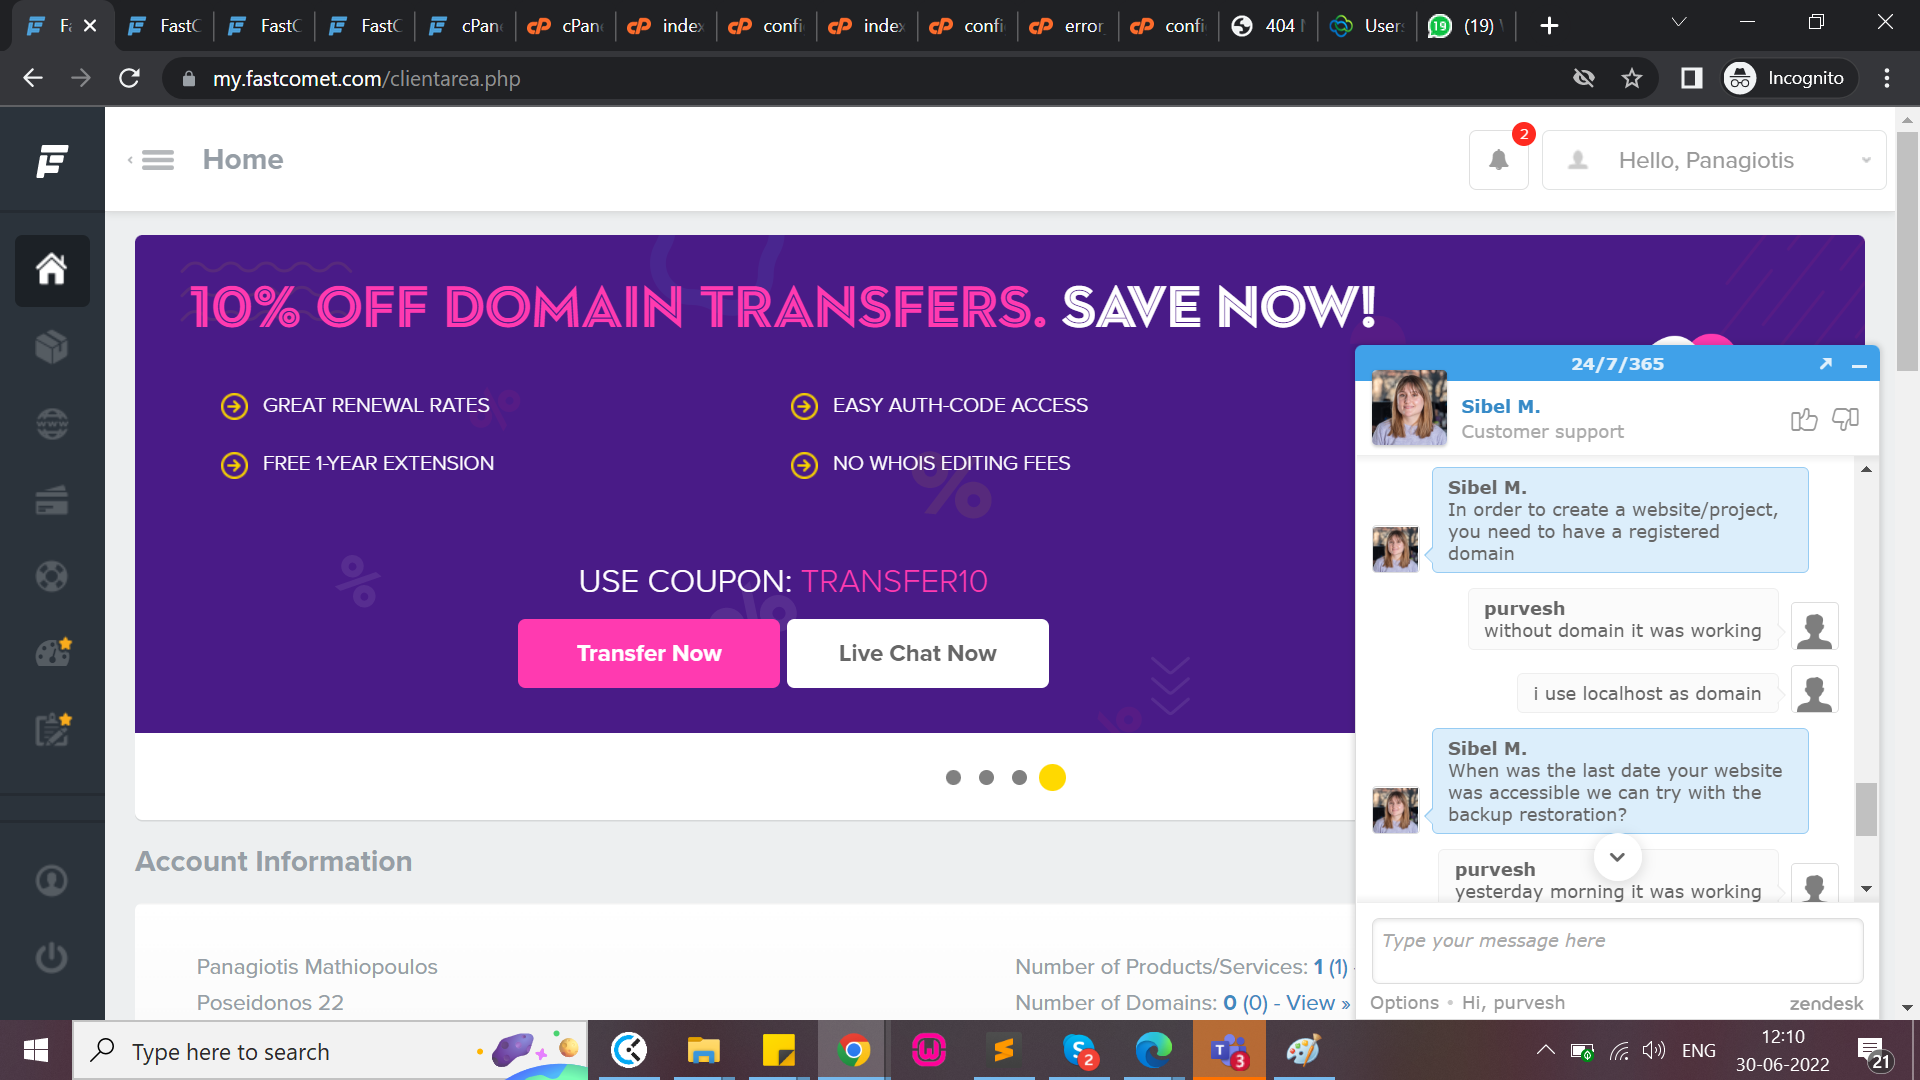 Fa
FastC
FastC
FastC
cPan
cPan
index
confi
index
confi
error
confi
404
User
(19)
my.fastcomet.com/clientarea.php
Incognito
Home
2
Hello, Panagiotis
10% OFF DOMAIN TRANSFERS. SAVE NOW!
GREAT RENEWAL RATES
EASY AUTH-CODE ACCESS
FREE 1-YEAR EXTENSION
NO WHOIS EDITING FEES
USE COUPON: TRANSFER10
Transfer Now
Live Chat Now
Account Information
Panagiotis Mathiopoulos
Poseidonos 22
Number of Products/Services: 1 (1) -
Number of Domains: 0 (0) - View »
24/7/365
Sibel M.
Customer support
Sibel M.
In order to create a website/project,
you need to have a registered
domain
purvesh
without domain it was working
i use localhost as domain
Sibel M.
When was the last date your website
was accessible we can try with the
backup restoration?
purvesh
yesterday morning it was working
Type your message here
Options • Hi, purvesh
zendesk
Type here to search
2
3
ENG
12:10
30-06-2022
21